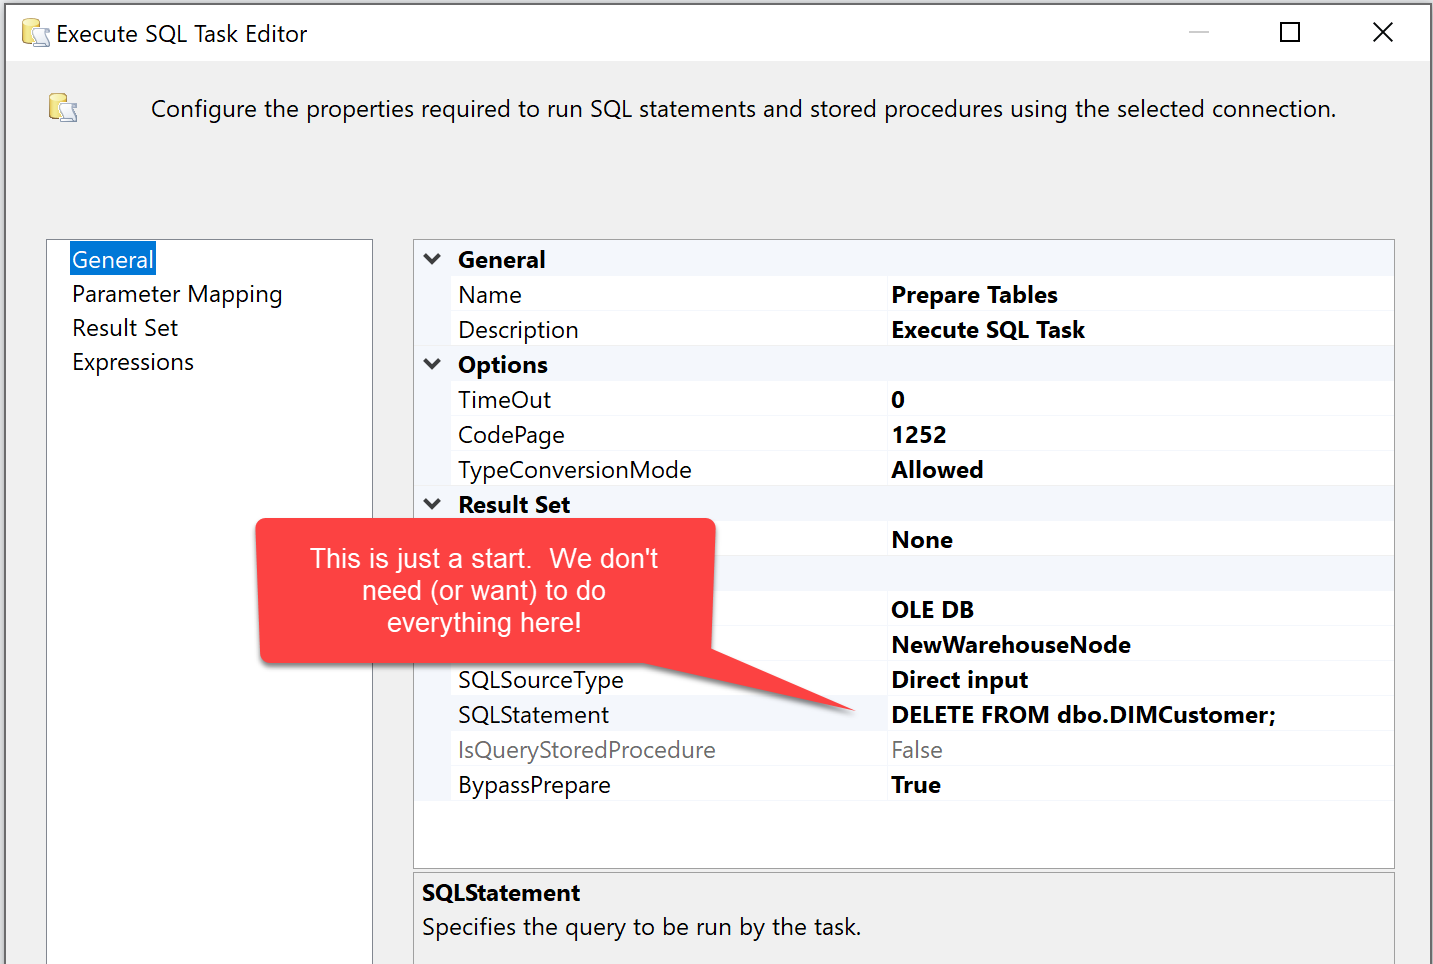 Execute SQL Task Editor
Configure the properties required to run SQL statements and stored procedures using the selected connection.
General
Parameter Mapping
Result Set
Expressions
General
Name Prepare Tables
Description Execute SQL Task
Options
TimeOut 0
CodePage 1252
TypeConversionMode Allowed
Result Set
None
This is just a start.  We don't
need (or want) to do
everything here!
OLE DB
NewWarehouseNode
SQLSourceType Direct input
SQLStatement DELETE FROM dbo.DIMCustomer;
IsQueryStoredProcedure False
BypassPrepare True
SQLStatement
Specifies the query to be run by the task.